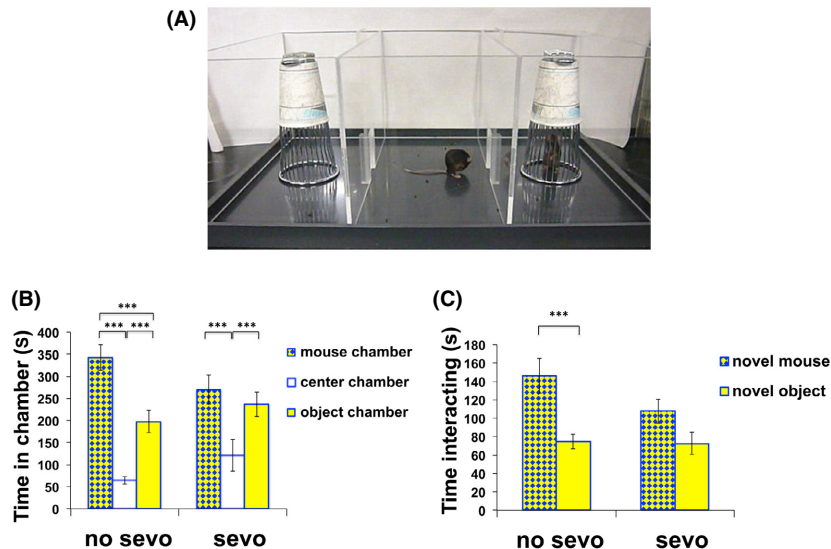 (A)
(B)
Time in chamber (s)
400
350
300
250
200
150
100
50
0
***
*** ***
*** ***
no sevo
sevo
mouse chamber
center chamber
object chamber
(C)
Time interacting (s)
180
160
140
120
100
80
60
40
20
0
***
no sevo
sevo
novel mouse
novel object